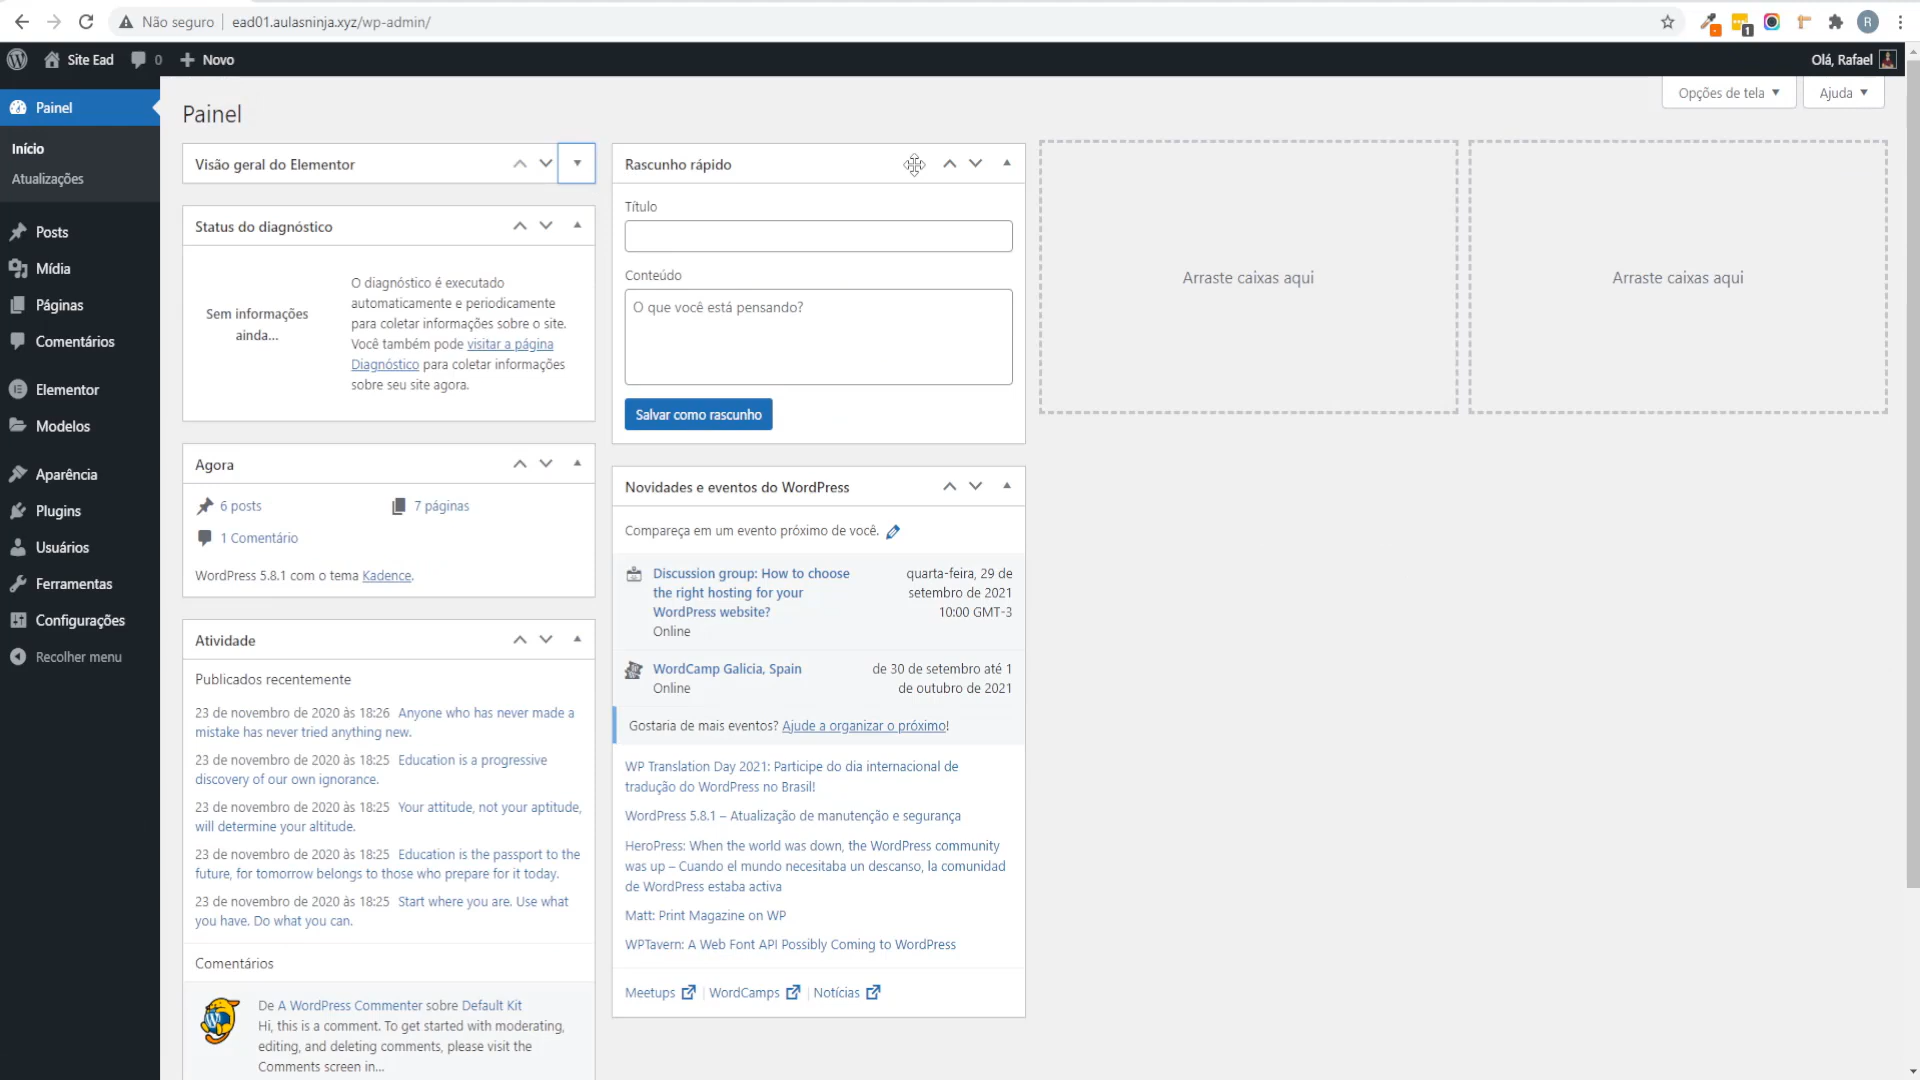 Não seguro
ead01.aulasninja.xyz/wp-admin/
1
R
Site Ead
0
Novo
Olá, Rafael
Painel
Início
Atualizações
Posts
Mídia
Páginas
Comentários
Elementor
Modelos
Aparência
Plugins
Usuários
Ferramentas
Configurações
Recolher menu
Opções de tela
Ajuda
Painel
Visão geral do Elementor
Status do diagnóstico
Sem informações
ainda...
O diagnóstico é executado
automaticamente e periodicamente
para coletar informações sobre o site.
Você também pode visitar a página
Diagnóstico para coletar informações
sobre seu site agora.
Agora
6 posts
7 páginas
1 Comentário
WordPress 5.8.1 com o tema Kadence.
Atividade
Publicados recentemente
23 de novembro de 2020 às 18:26 Anyone who has never made a
mistake has never tried anything new.
23 de novembro de 2020 às 18:25 Education is a progressive
discovery of our own ignorance.
23 de novembro de 2020 às 18:25 Your attitude, not your aptitude,
will determine your altitude.
23 de novembro de 2020 às 18:25 Education is the passport to the
future, for tomorrow belongs to those who prepare for it today.
23 de novembro de 2020 às 18:25 Start where you are. Use what
you have. Do what you can.
Comentários
De A WordPress Commenter sobre Default Kit
Hi, this is a comment. To get started with moderating,
editing, and deleting comments, please visit the
Comments screen in...
Rascunho rápido
Título
Conteúdo
O que você está pensando?
Salvar como rascunho
Novidades e eventos do WordPress
Compareça em um evento próximo de você.
Discussion group: How to choose
the right hosting for your
WordPress website?
Online
quarta-feira, 29 de
setembro de 2021
10:00 GMT-3
WordCamp Galicia, Spain
Online
de 30 de setembro até 1
de outubro de 2021
Gostaria de mais eventos? Ajude a organizar o próximo!
WP Translation Day 2021: Participe do dia internacional de
tradução do WordPress no Brasil!
WordPress 5.8.1 – Atualização de manutenção e segurança
HeroPress: When the world was down, the WordPress community
was up – Cuando el mundo necesitaba un descanso, la comunidad
de WordPress estaba activa
Matt: Print Magazine on WP
WPTavern: A Web Font API Possibly Coming to WordPress
Meetups | WordCamps | Notícias
Arraste caixas aqui
Arraste caixas aqui